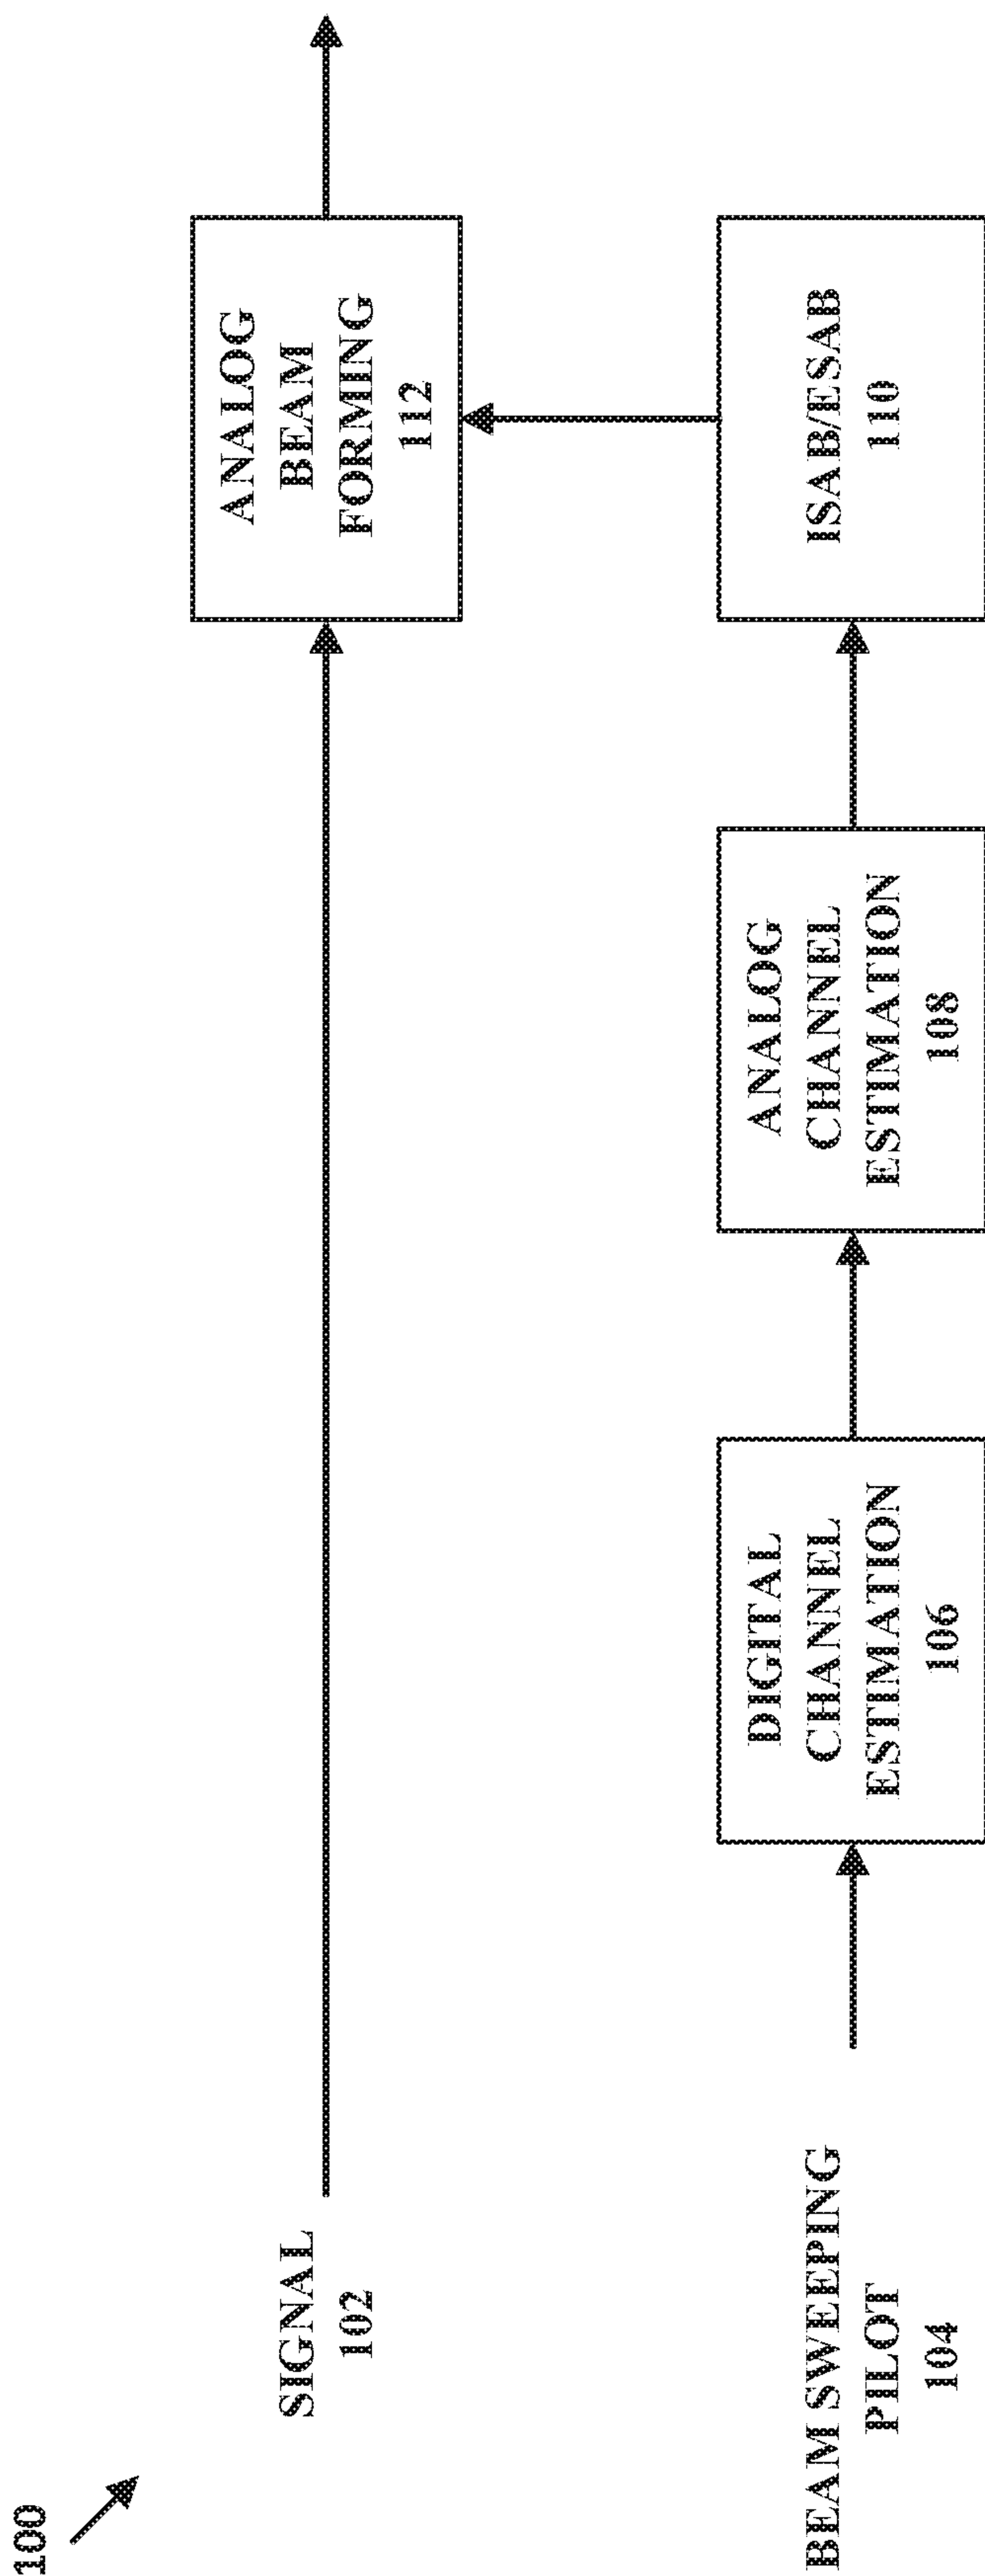 100
SIGNAL
102
ANALOG
BEAM
FORMING
112
BEAM SWEEPING
PILOT
104
DIGITAL
CHANNEL
ESTIMATION
106
ANALOG
CHANNEL
ESTIMATION
108
ISAB/ESAB
110